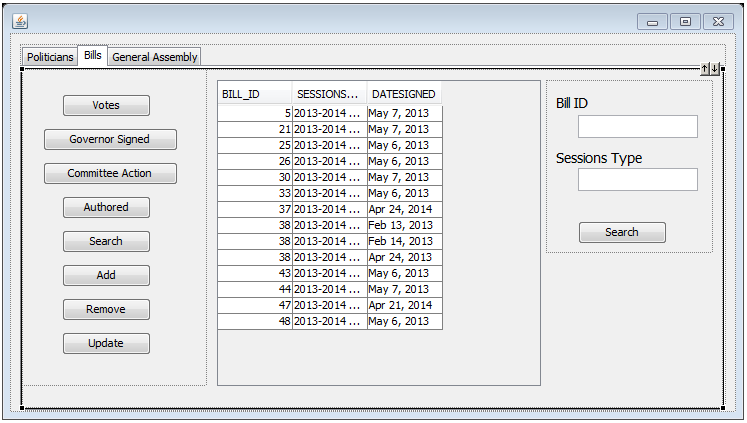 Politicians Bills General Assembly
Votes
Governor Signed
Committee Action
Authored
Search
Add
Remove
Update
BILL_ID SESSIONS... DATESIGNED
5 2013-2014 ... May 7, 2013
21 2013-2014 ... May 7, 2013
25 2013-2014 ... May 6, 2013
26 2013-2014 ... May 6, 2013
30 2013-2014 ... May 7, 2013
33 2013-2014 ... May 6, 2013
37 2013-2014 ... Apr 24, 2014
38 2013-2014 ... Feb 13, 2013
38 2013-2014 ... Feb 14, 2013
38 2013-2014 ... Apr 24, 2013
43 2013-2014 ... May 6, 2013
44 2013-2014 ... May 7, 2013
47 2013-2014 ... Apr 21, 2014
48 2013-2014 ... May 6, 2013
Bill ID
Sessions Type
Search